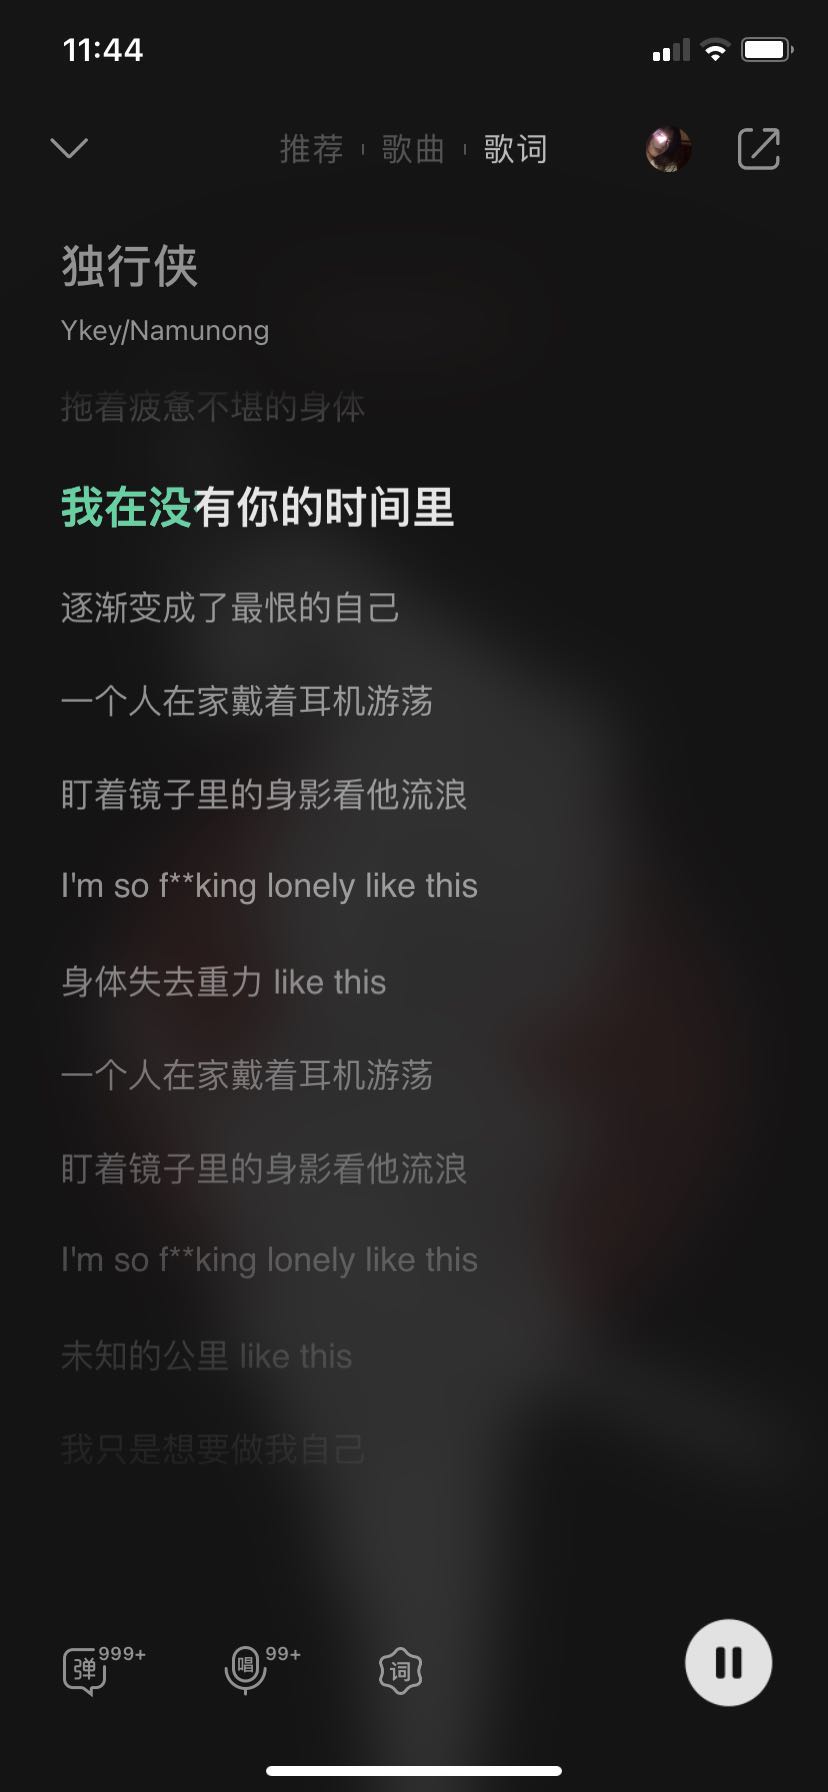 11:44
推荐 歌曲 歌词
独行侠
Ykey/Namunong
拖着疲惫不堪的身体
我在没有你的时间里
逐渐变成了最恨的自己
一个人在家戴着耳机游荡
盯着镜子里的身影看他流浪
I'm so f**king lonely like this
身体失去重力 like this
一个人在家戴着耳机游荡
盯着镜子里的身影看他流浪
I'm so f**king lonely like this
未知的公里 like this
我只是想要做我自己
弹 999+ 唱 99+ 词